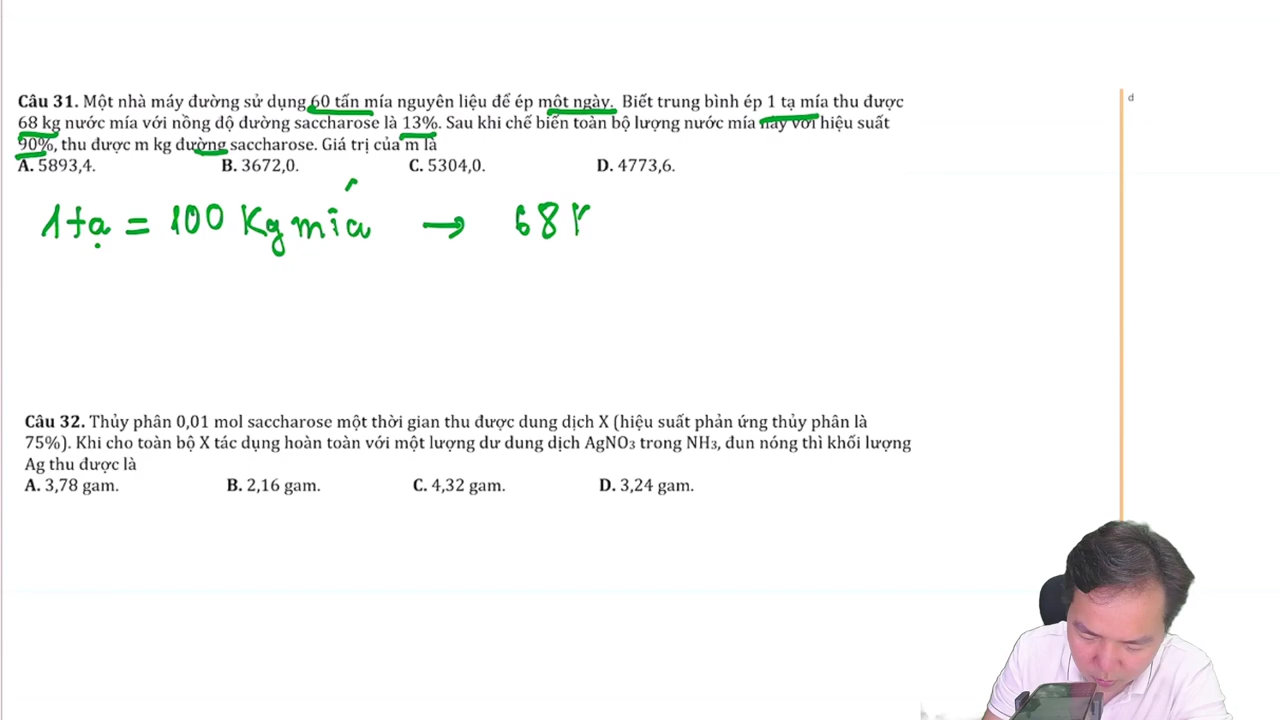 Câu 31. Một nhà máy đường sử dụng 60 tấn mía nguyên liệu để ép một ngày. Biết trung bình ép 1 tạ mía thu được
68 kg nước mía với nồng dộ đường saccharose là 13%. Sau khi chế biến toàn bộ lượng nước mía này với hiệu suất
90%, thu được m kg đường saccharose. Giá trị của m là
A. 5893,4. B. 3672,0. C. 5304,0. D. 4773,6.
1 tạ = 100 Kg mía → 68
Câu 32. Thủy phân 0,01 mol saccharose một thời gian thu được dung dịch X (hiệu suất phản ứng thủy phân là
75%). Khi cho toàn bộ X tác dụng hoàn toàn với một lượng dư dung dịch AgNO3 trong NH3, đun nóng thì khối lượng
Ag thu được là
A. 3,78 gam. B. 2,16 gam. C. 4,32 gam. D. 3,24 gam.
d